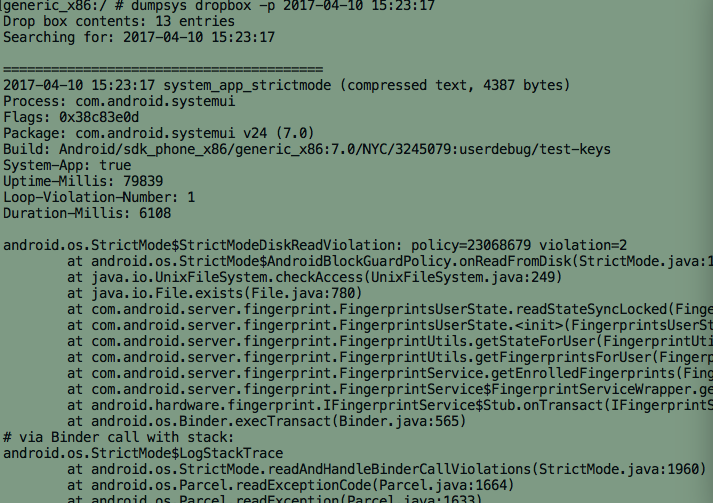 generic_x86:/ # dumpsys dropbox -p 2017-04-10 15:23:17
Drop box contents: 13 entries
Searching for: 2017-04-10 15:23:17
========================================
2017-04-10 15:23:17 system_app_strictmode (compressed text, 4387 bytes)
Process: com.android.systemui
Flags: 0x38c83e0d
Package: com.android.systemui v24 (7.0)
Build: Android/sdk_phone_x86/generic_x86:7.0/NYC/3245079:userdebug/test-keys
System-App: true
Uptime-Millis: 79839
Loop-Violation-Number: 1
Duration-Millis: 6108
android.os.StrictMode$StrictModeDiskReadViolation: policy=23068679 violation=2
at android.os.StrictMode$AndroidBlockGuardPolicy.onReadFromDisk(StrictMode.java:1
at java.io.UnixFileSystem.checkAccess(UnixFileSystem.java:249)
at java.io.File.exists(File.java:780)
at com.android.server.fingerprint.FingerprintsUserState.readStateSyncLocked(Finge
at com.android.server.fingerprint.FingerprintsUserState.<init>(FingerprintsUserSt
at com.android.server.fingerprint.FingerprintUtils.getStateForUser(FingerprintUti
at com.android.server.fingerprint.FingerprintUtils.getFingerprintsForUser(Fingerp
at com.android.server.fingerprint.FingerprintService.getEnrolledFingerprints(Fing
at com.android.server.fingerprint.FingerprintService$FingerprintServiceWrapper.ge
at android.hardware.fingerprint.IFingerprintService$Stub.onTransact(IFingerprintS
at android.os.Binder.execTransact(Binder.java:565)
# via Binder call with stack:
android.os.StrictMode$LogStackTrace
at android.os.StrictMode.readAndHandleBinderCallViolations(StrictMode.java:1960)
at android.os.Parcel.readExceptionCode(Parcel.java:1664)
at android.os.Parcel.readException(Parcel.java:1633)